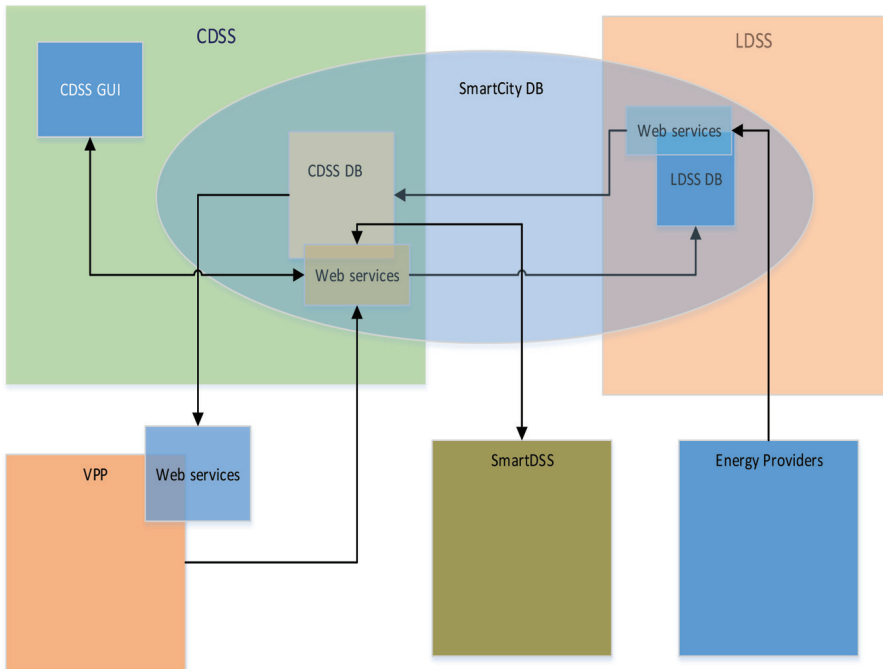 CDSS
LDSS
CDSS GUI
SmartCity DB
Web services
CDSS DB
LDSS DB
Web services
VPP
Web services
SmartDSS
Energy Providers